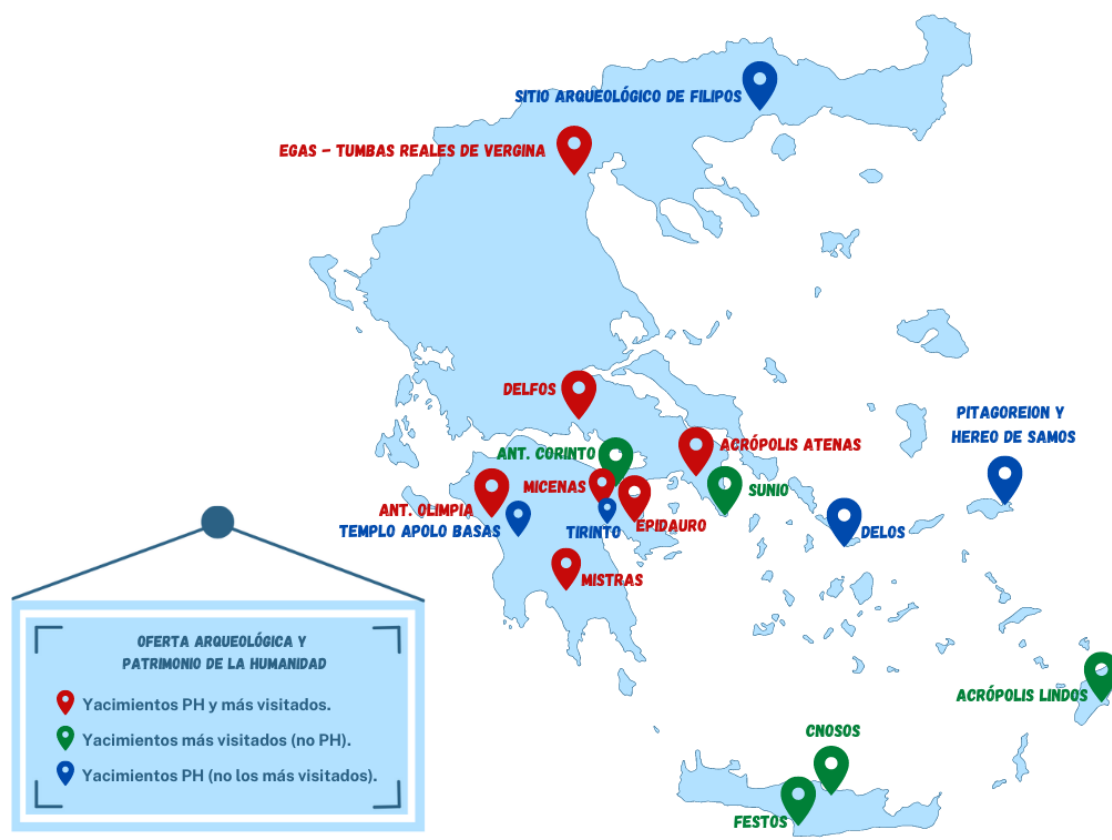 SITIO ARQUEOLÓGICO DE FILIPOS
EGAS - TUMBAS REALES DE VERGINA
DELFOS
PITAGOREION Y
HEREO DE SAMOS
ACRÓPOLIS ATENAS
ANT. CORINTO
MICENAS
SUNIO
ANT. OLIMPIA
EPIDAURO
TEMPLO APOLO BASAS
TIRINTO
DELOS
MISTRAS
ACRÓPOLIS LINDOS
CNOSOS
FESTOS
OFERTA ARQUEOLÓGICA Y
PATRIMONIO DE LA HUMANIDAD
Yacimientos PH y más visitados.
Yacimientos más visitados (no PH).
Yacimientos PH (no los más visitados).